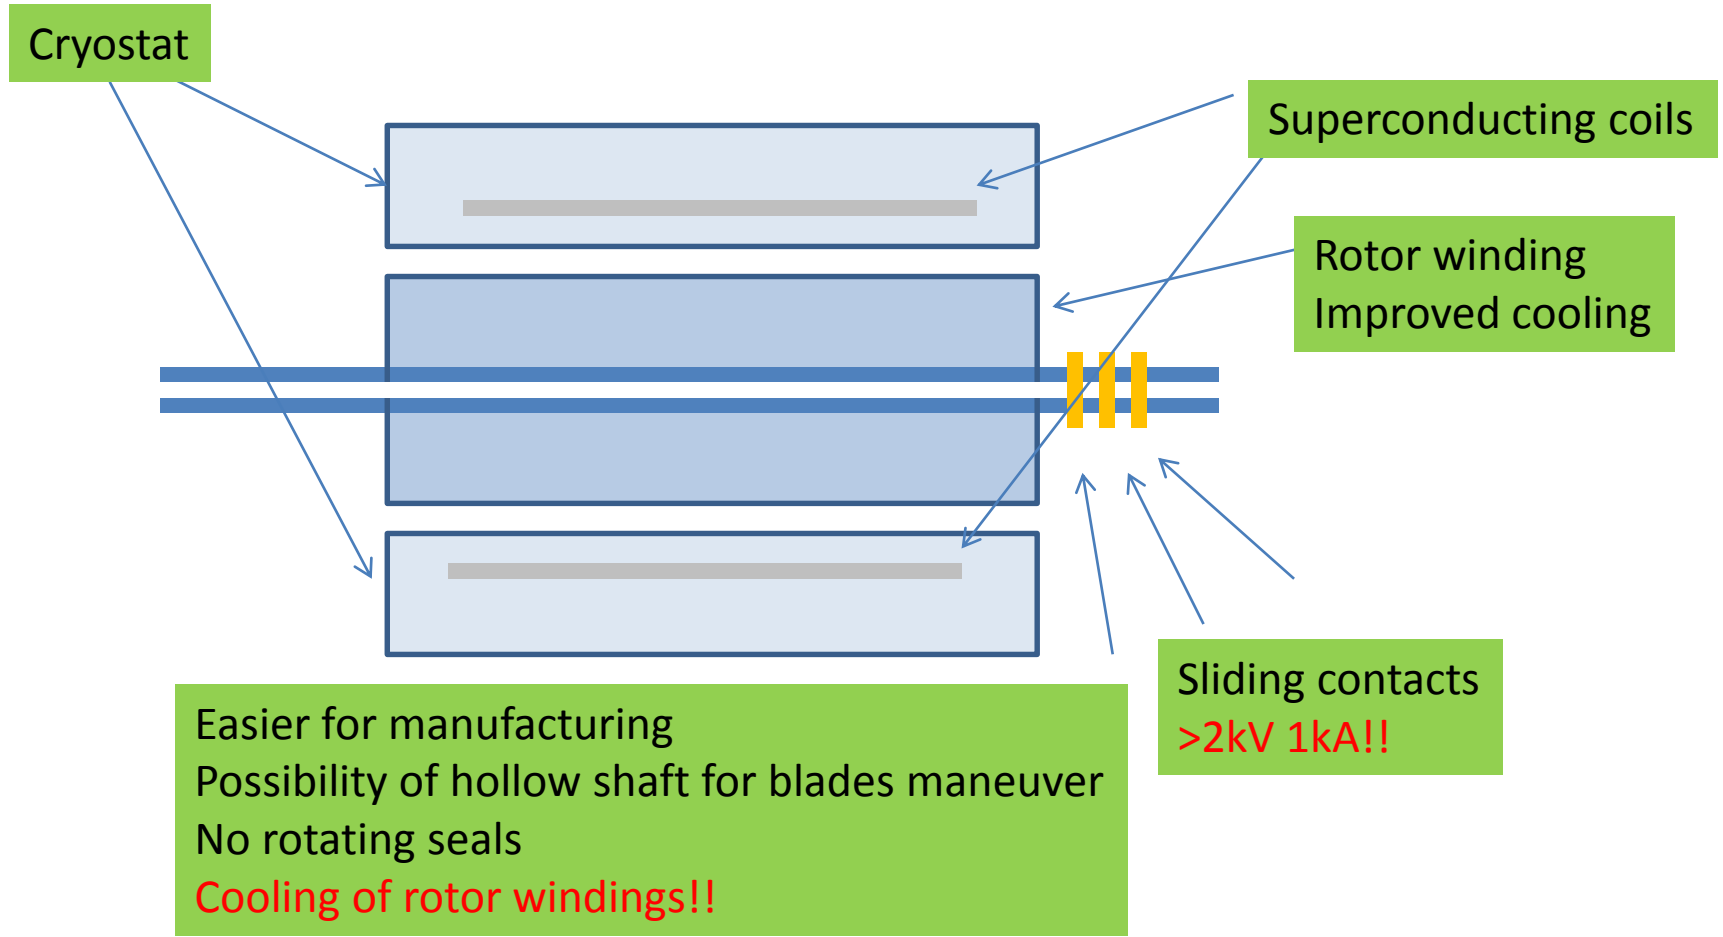 Cryostat
Superconducting coils
Rotor winding
Improved cooling
Sliding contacts
>2kV 1kA!!
Easier for manufacturing
Possibility of hollow shaft for blades maneuver
No rotating seals
Cooling of rotor windings!!